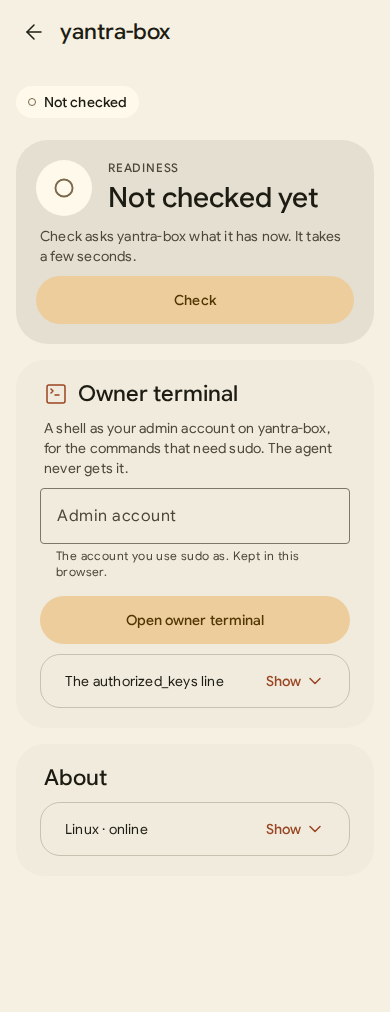 yantra-box
Not checked
READINESS
Not checked yet
Check asks yantra-box what it has now. It takes
a few seconds.
Check
Owner terminal
A shell as your admin account on yantra-box,
for the commands that need sudo. The agent
never gets it.
Admin account
The account you use sudo as. Kept in this
browser.
Open owner terminal
The authorized_keys line Show
About
Linux · online Show